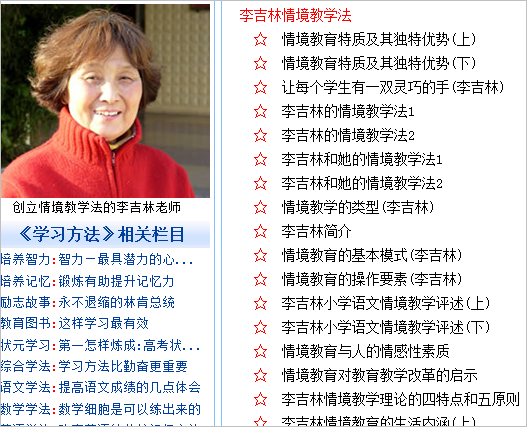 创立情境教学法的李吉林老师
《学习方法》相关栏目
培养智力:智力－最具潜力的心...
培养记忆:锻炼有助提升记忆力
励志故事:永不退缩的林肯总统
教育图书:这样学习最有效
状元学习:第一怎样炼成:高考状...
综合学法:学习方法比勤奋更重要
语文学法:提高语文成绩的几点体会
数学学法:数学细胞是可以练出来的
李吉林情境教学法
☆ 情境教育特质及其独特优势(上)
☆ 情境教育特质及其独特优势(下)
☆ 让每个学生有一双灵巧的手(李吉林)
☆ 李吉林的情境教学法1
☆ 李吉林的情境教学法2
☆ 李吉林和她的情境教学法1
☆ 李吉林和她的情境教学法2
☆ 情境教学的类型(李吉林)
☆ 李吉林简介
☆ 情境教育的基本模式(李吉林)
☆ 情境教育的操作要素(李吉林)
☆ 李吉林小学语文情境教学评述(上)
☆ 李吉林小学语文情境教学评述(下)
☆ 情境教育与人的情感性素质
☆ 情境教育对教育教学改革的启示
☆ 李吉林情境教学理论的四特点和五原则
☆ 李吉林情境教育的生活内涵(上)